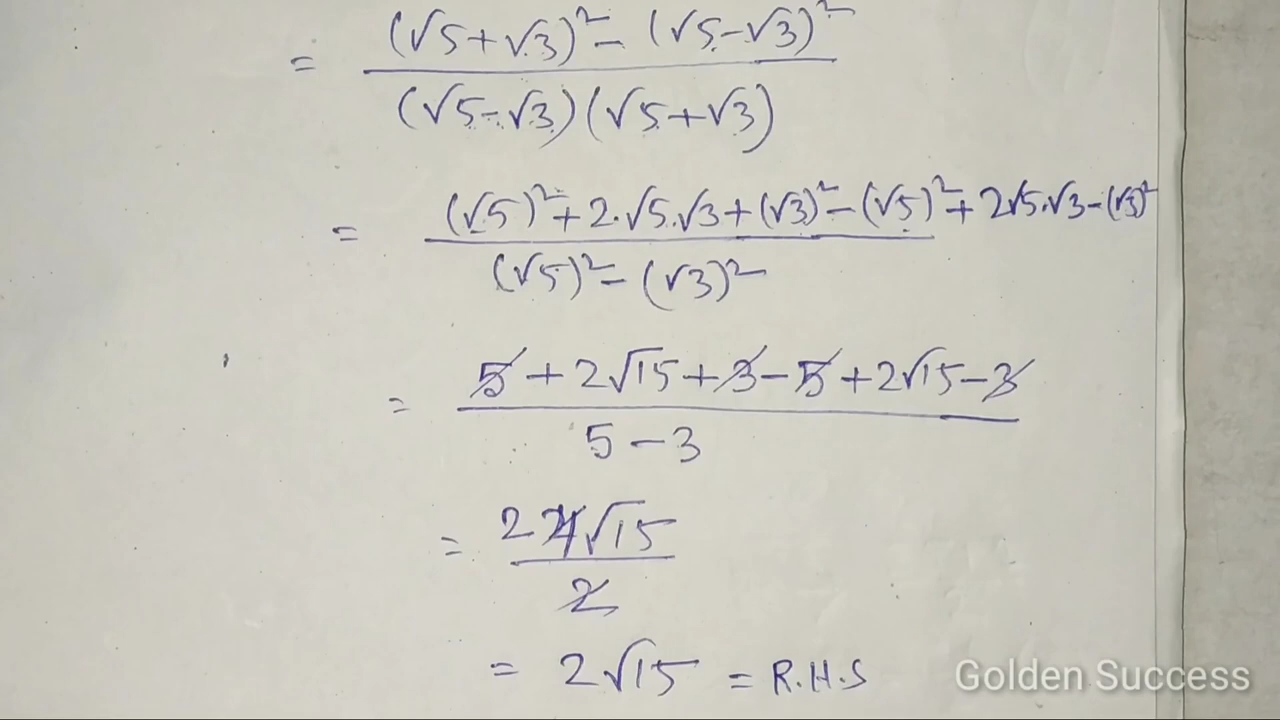 = (√5+√3)² - (√5-√3)²
(√5-√3)(√5+√3)
= (√5)²+2·√5·√3+(√3)²-(√5)²+2√5·√3-(√3)²
(√5)²-(√3)²
= 5+2√15+3-5+2√15-3
5-3
= 2 4√15
2
= 2√15 = R.H.S
Golden Success